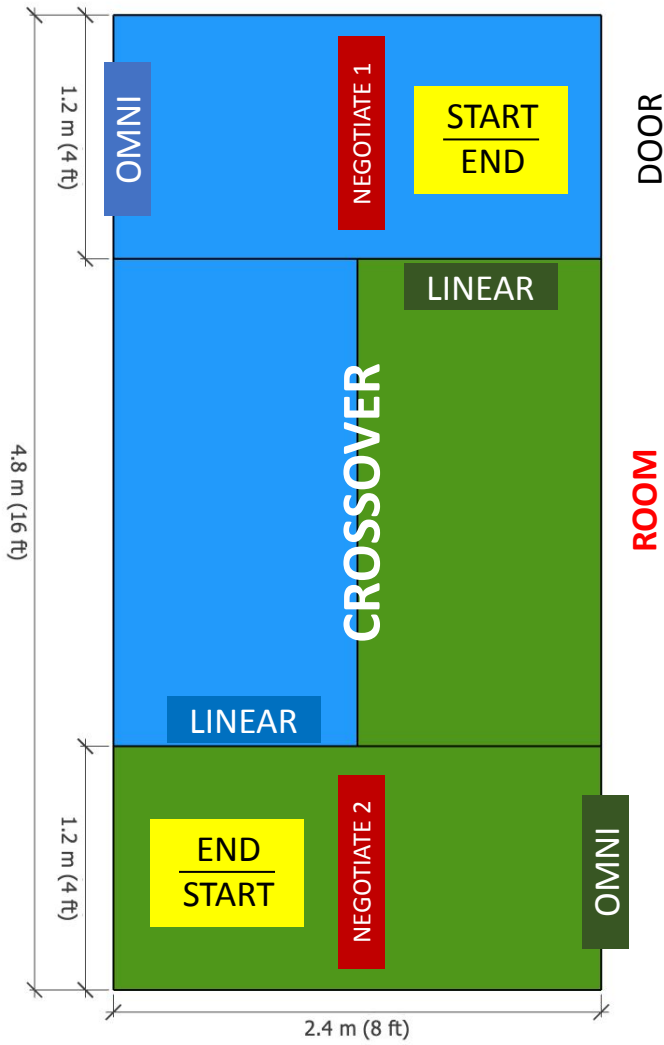 1.2 m (4 ft)
OMNI
NEGOTIATE 1
START
END
DOOR
LINEAR
CROSSOVER
4.8 m (16 ft)
ROOM
LINEAR
1.2 m (4 ft)
END
START
NEGOTIATE 2
OMNI
2.4 m (8 ft)